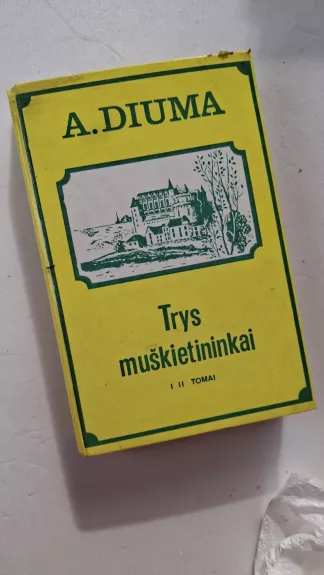 A. DIUMA
Trys
muškietininkai
I II TOMAI